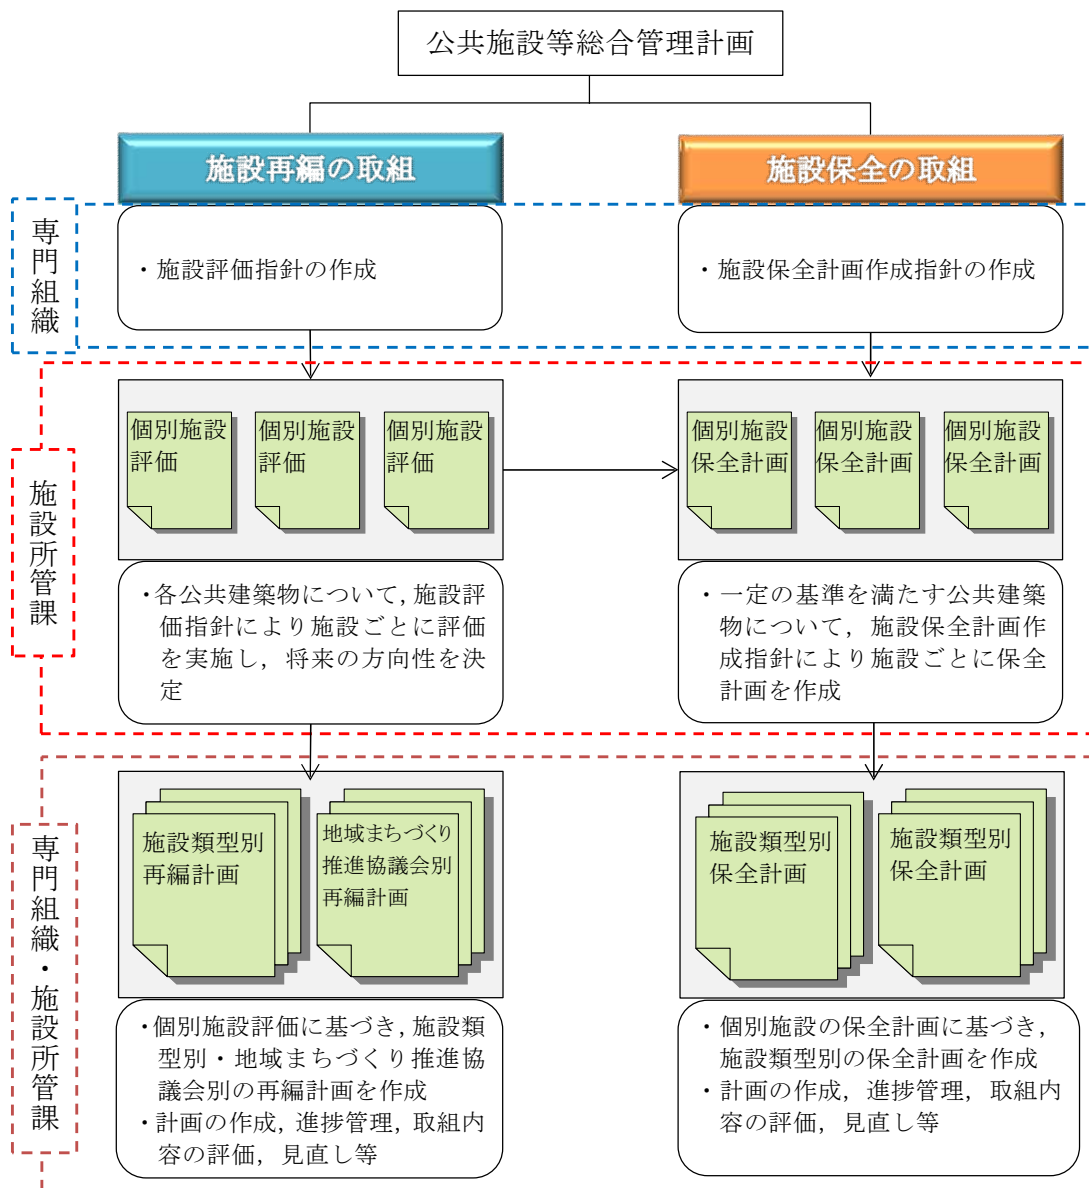 公共施設等総合管理計画
施設再編の取組
施設保全の取組
専門組織
・施設評価指針の作成
・施設保全計画作成指針の作成
施設所管課
個別施設
評価
個別施設
評価
個別施設
評価
個別施設
保全計画
個別施設
保全計画
個別施設
保全計画
・各公共建築物について,施設評
価指針により施設ごとに評価
を実施し，将来の方向性を決
定
・一定の基準を満たす公共建築
物について，施設保全計画作
成指針により施設ごとに保全
計画を作成
専門組織・施設所管課
施設類型別
再編計画
地域まちづくり
推進協議会別
再編計画
施設類型別
保全計画
施設類型別
保全計画
・個別施設評価に基づき,施設類
型別・地域まちづくり推進協
議会別の再編計画を作成
・計画の作成,進捗管理,取組内
容の評価，見直し等
・個別施設の保全計画に基づき，
施設類型別の保全計画を作成
・計画の作成，進捗管理，取組内
容の評価，見直し等